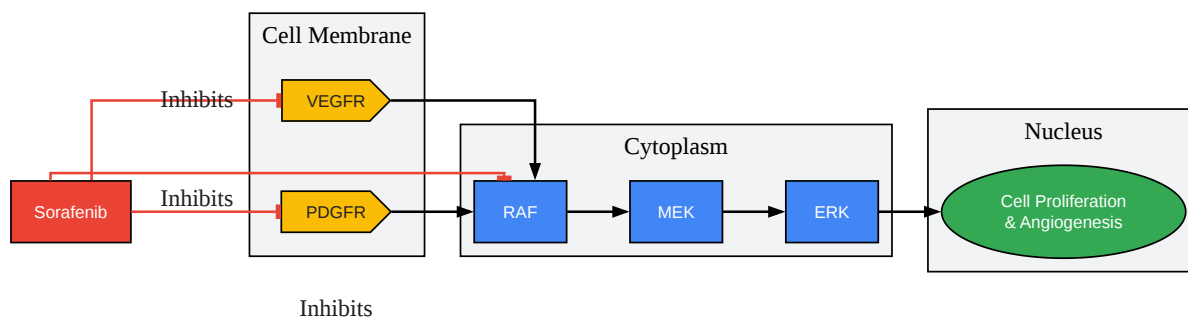 Cell Membrane
Inhibits
VEGFR
Nucleus
Cytoplasm
Sorafenib
Inhibits
PDGFR
RAF
MEK
ERK
Cell Proliferation
& Angiogenesis
Inhibits